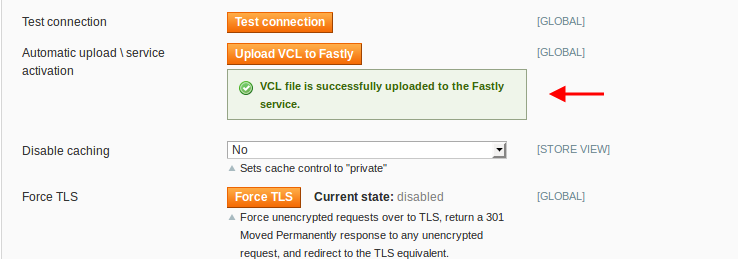 Test connection Test connection [GLOBAL]
Automatic upload \ service Upload VCL to Fastly [GLOBAL]
activation
VCL file is successfully uploaded to the Fastly
service.
Disable caching No [STORE VIEW]
Sets cache control to "private"
Force TLS Force TLS Current state: disabled [GLOBAL]
Force unencrypted requests over to TLS, return a 301
Moved Permanently response to any unencrypted
request, and redirect to the TLS equivalent.